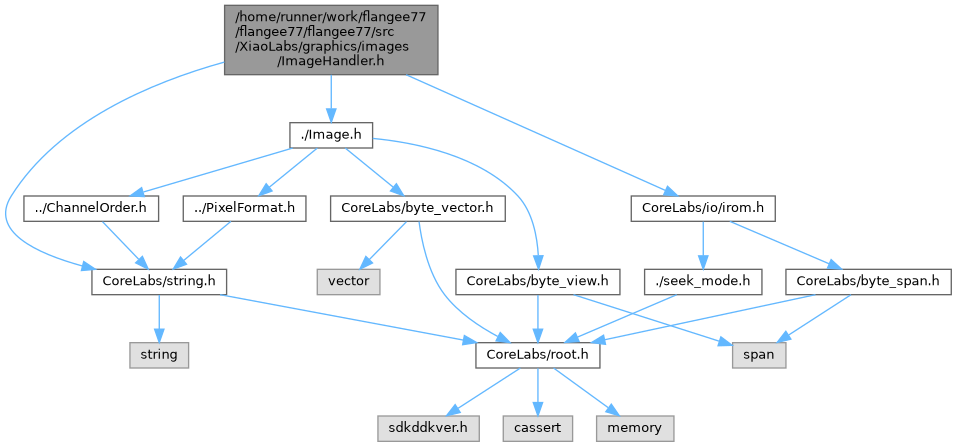 /home/runner/work/flangee77
/flangee77/flangee77/src
/XiaoLabs/graphics/images
/ImageHandler.h
./Image.h
../ChannelOrder.h
../PixelFormat.h
CoreLabs/byte_vector.h
CoreLabs/io/irom.h
CoreLabs/string.h
vector
CoreLabs/byte_view.h
./seek_mode.h
CoreLabs/byte_span.h
string
CoreLabs/root.h
span
sdkddkver.h
cassert
memory